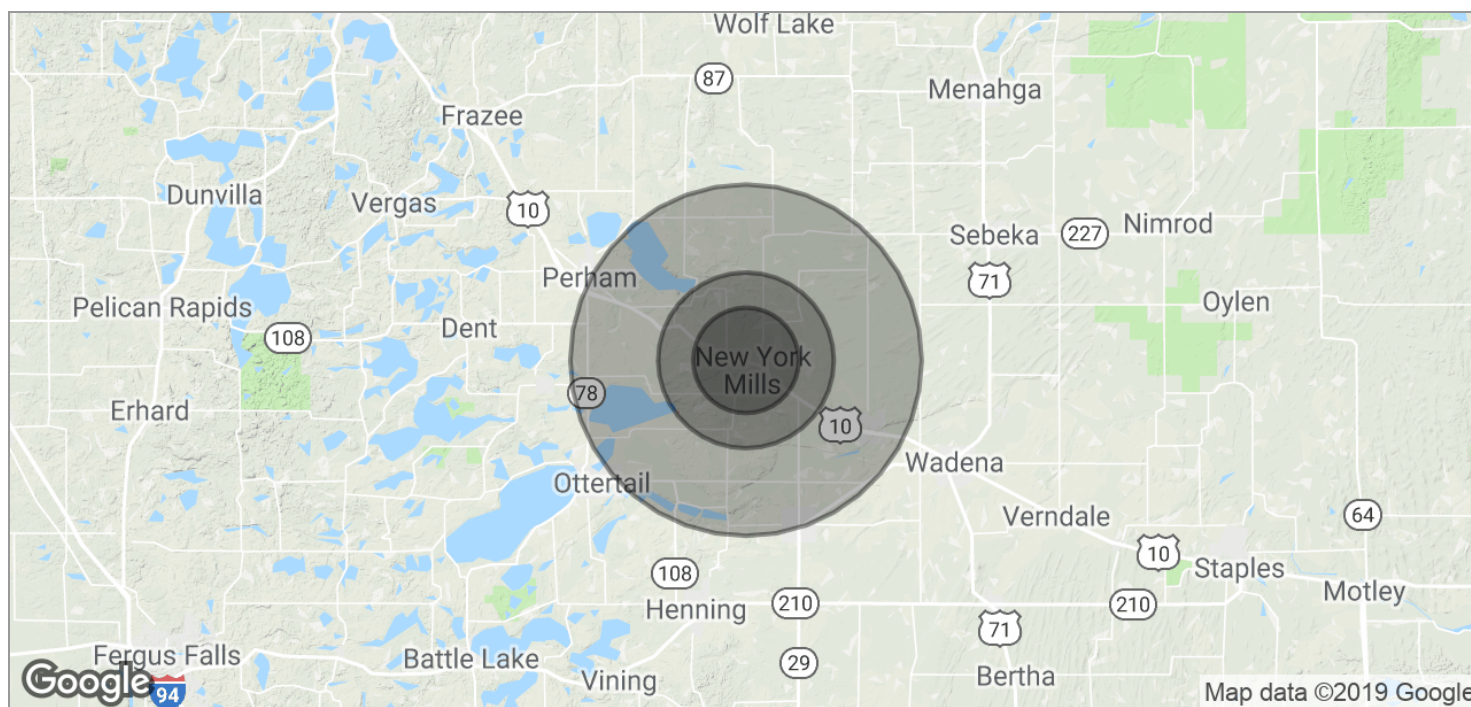 Wolf Lake
87
Menahga
Frazee
Dunvilla
Vergas
10
Nimrod
Sebeka
227
Perham
71
Oylen
Pelican Rapids
Dent
108
New York
Mills
78
Erhard
10
Wadena
Ottertail
Verndale
64
10
Staples
108
Motley
Henning
210
210
71
Fergus Falls
Battle Lake
29
Bertha
Vining
Google
94
Map data ©2019 Google